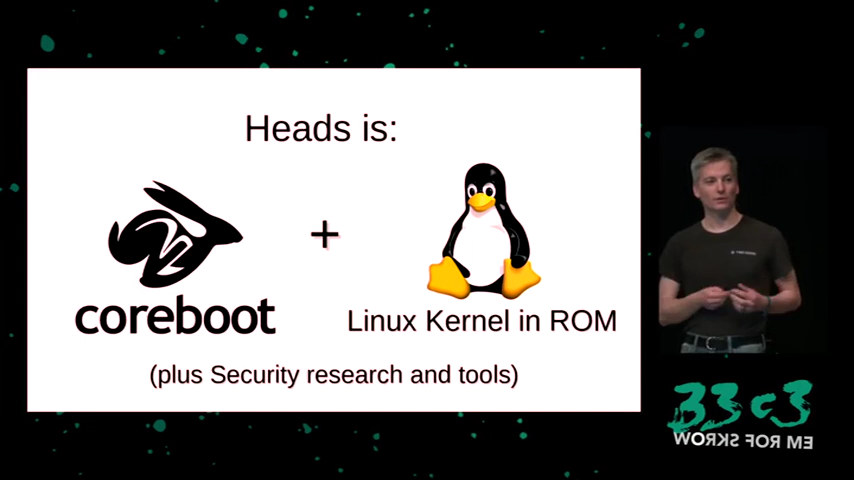 Heads is:
+
coreboot
Linux Kernel in ROM
(plus Security research and tools)
33c3
WORKS FOR ME